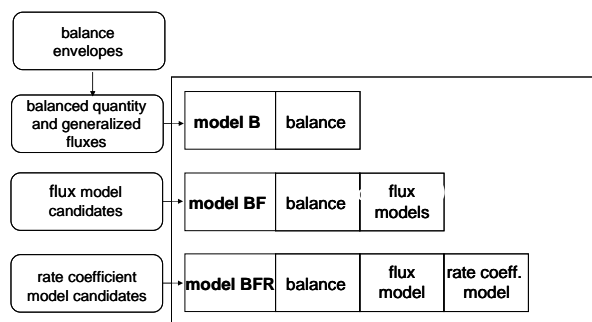 balance
envelopes
balanced quantity
and generalized
fluxes
model B
balance
flux model
candidates
model BF
balance
flux
models
rate coefficient
model candidates
model BFR
balance
flux
model
rate coeff.
model